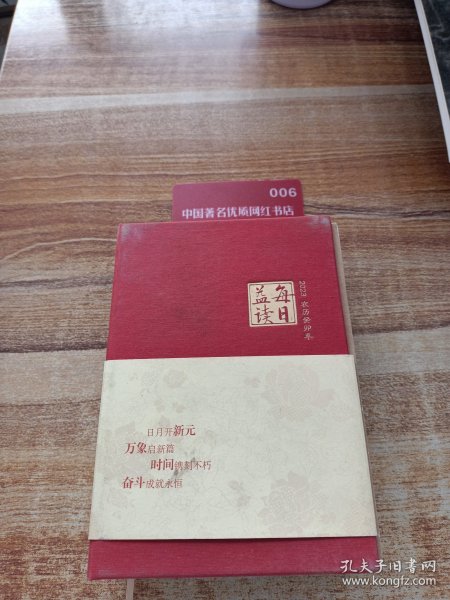 006
中国著名优质网红书店
每日
益读
2023 农历癸卯年
日月开新元
万象启新篇
时间镌刻不朽
奋斗成就永恒
孔夫子旧书网
www.kongfz.com